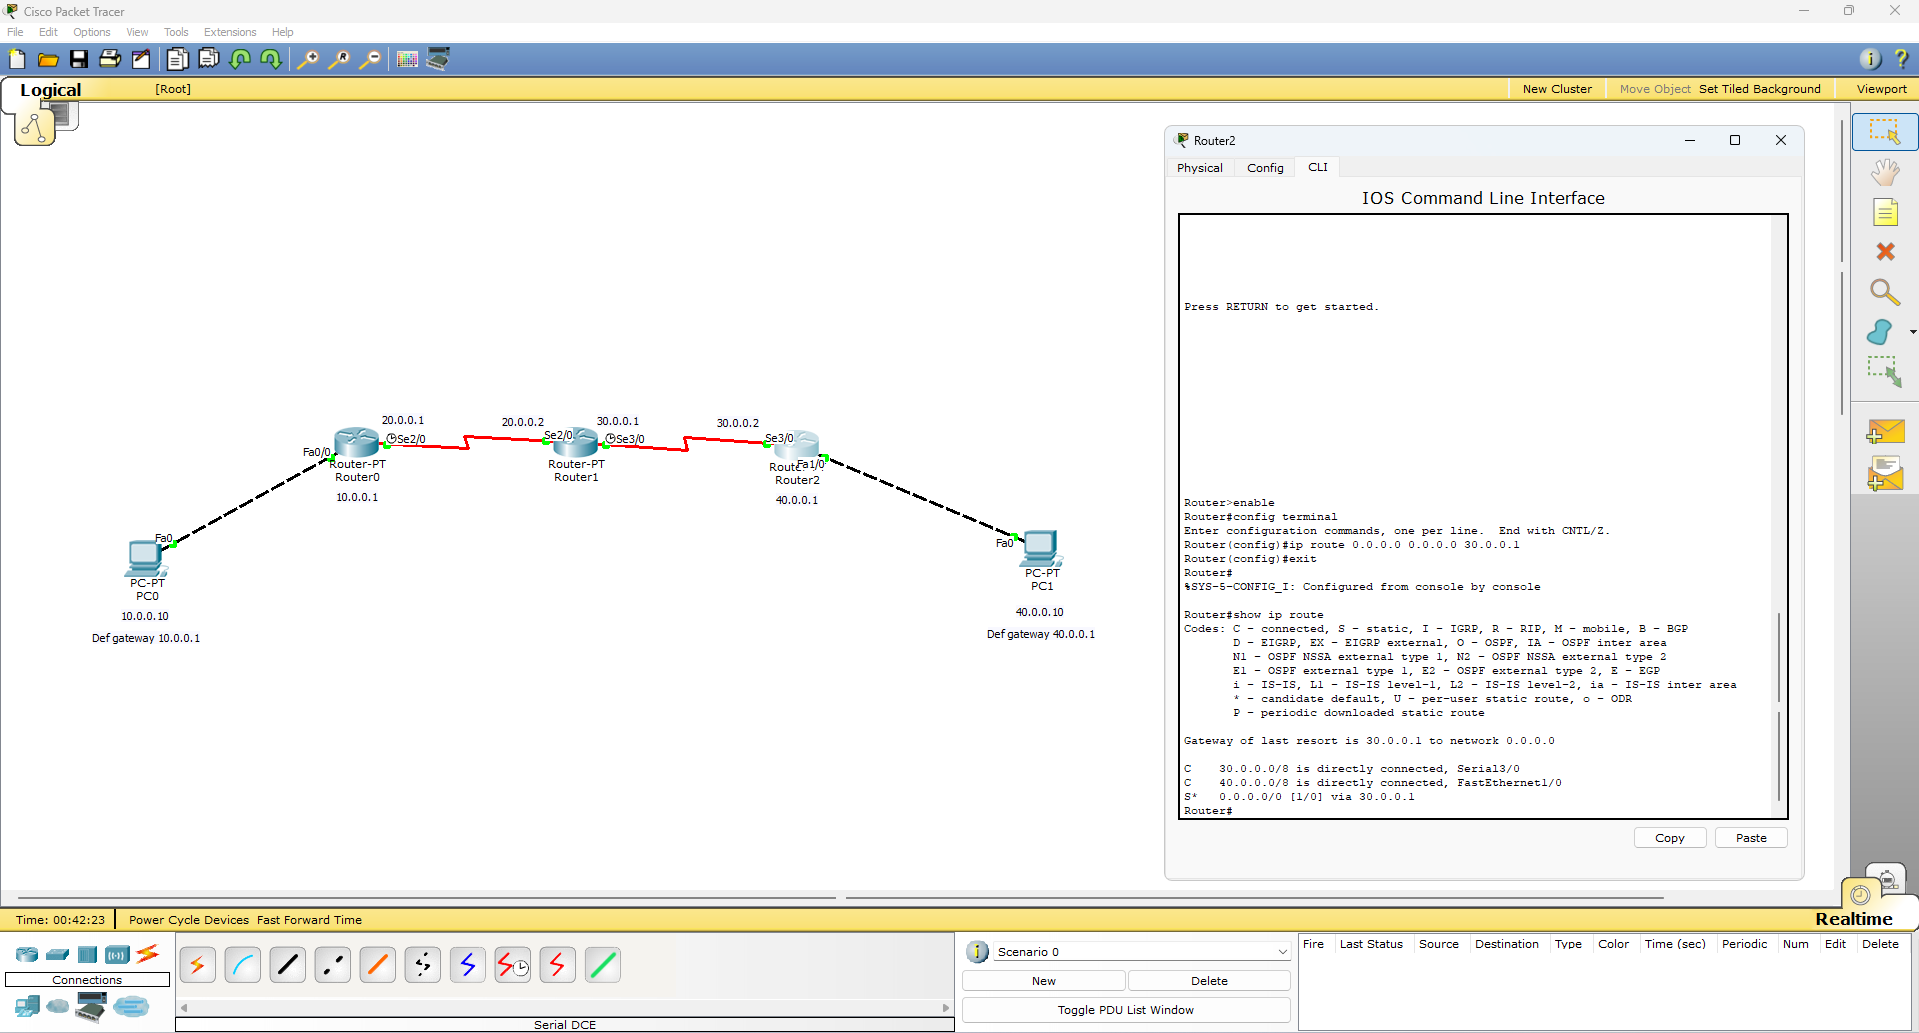 Cisco Packet Tracer
File Edit Options View Tools Extensions Help
Logical
[Root]
New Cluster
Move Object
Set Tiled Background
Viewport
20.0.0.1
Se2/0
Fa0/0
Router-PT
Router0
10.0.0.1
20.0.0.2
Se2/0
30.0.0.1
Se3/0
Router-PT
Router1
30.0.0.2
Se3/0
Fa1/0
Router2
40.0.0.1
Fa0
PC-PT
PC0
10.0.0.10
Def gateway 10.0.0.1
Fa0
PC-PT
PC1
40.0.0.10
Def gateway 40.0.0.1
Router2
Physical Config CLI
IOS Command Line Interface
Press RETURN to get started.
Router>enable
Router#config terminal
Enter configuration commands, one per line.  End with CNTL/Z.
Router(config)#ip route 0.0.0.0 0.0.0.0 30.0.0.1
Router(config)#exit
Router#
%SYS-5-CONFIG_I: Configured from console by console
Router#show ip route
Codes: C - connected, S - static, I - IGRP, R - RIP, M - mobile, B - BGP
D - EIGRP, EX - EIGRP external, O - OSPF, IA - OSPF inter area
N1 - OSPF NSSA external type 1, N2 - OSPF NSSA external type 2
E1 - OSPF external type 1, E2 - OSPF external type 2, E - EGP
i - IS-IS, L1 - IS-IS level-1, L2 - IS-IS level-2, ia - IS-IS inter area
* - candidate default, U - per-user static route, o - ODR
P - periodic downloaded static route
Gateway of last resort is 30.0.0.1 to network 0.0.0.0
C    30.0.0.0/8 is directly connected, Serial3/0
C    40.0.0.0/8 is directly connected, FastEthernet1/0
S*   0.0.0.0/0 [1/0] via 30.0.0.1
Router#
Copy Paste
Time: 00:42:23
Power Cycle Devices Fast Forward Time
Realtime
Connections
Serial DCE
Scenario 0
New
Delete
Toggle PDU List Window
Fire Last Status Source Destination Type Color Time (sec) Periodic Num Edit Delete